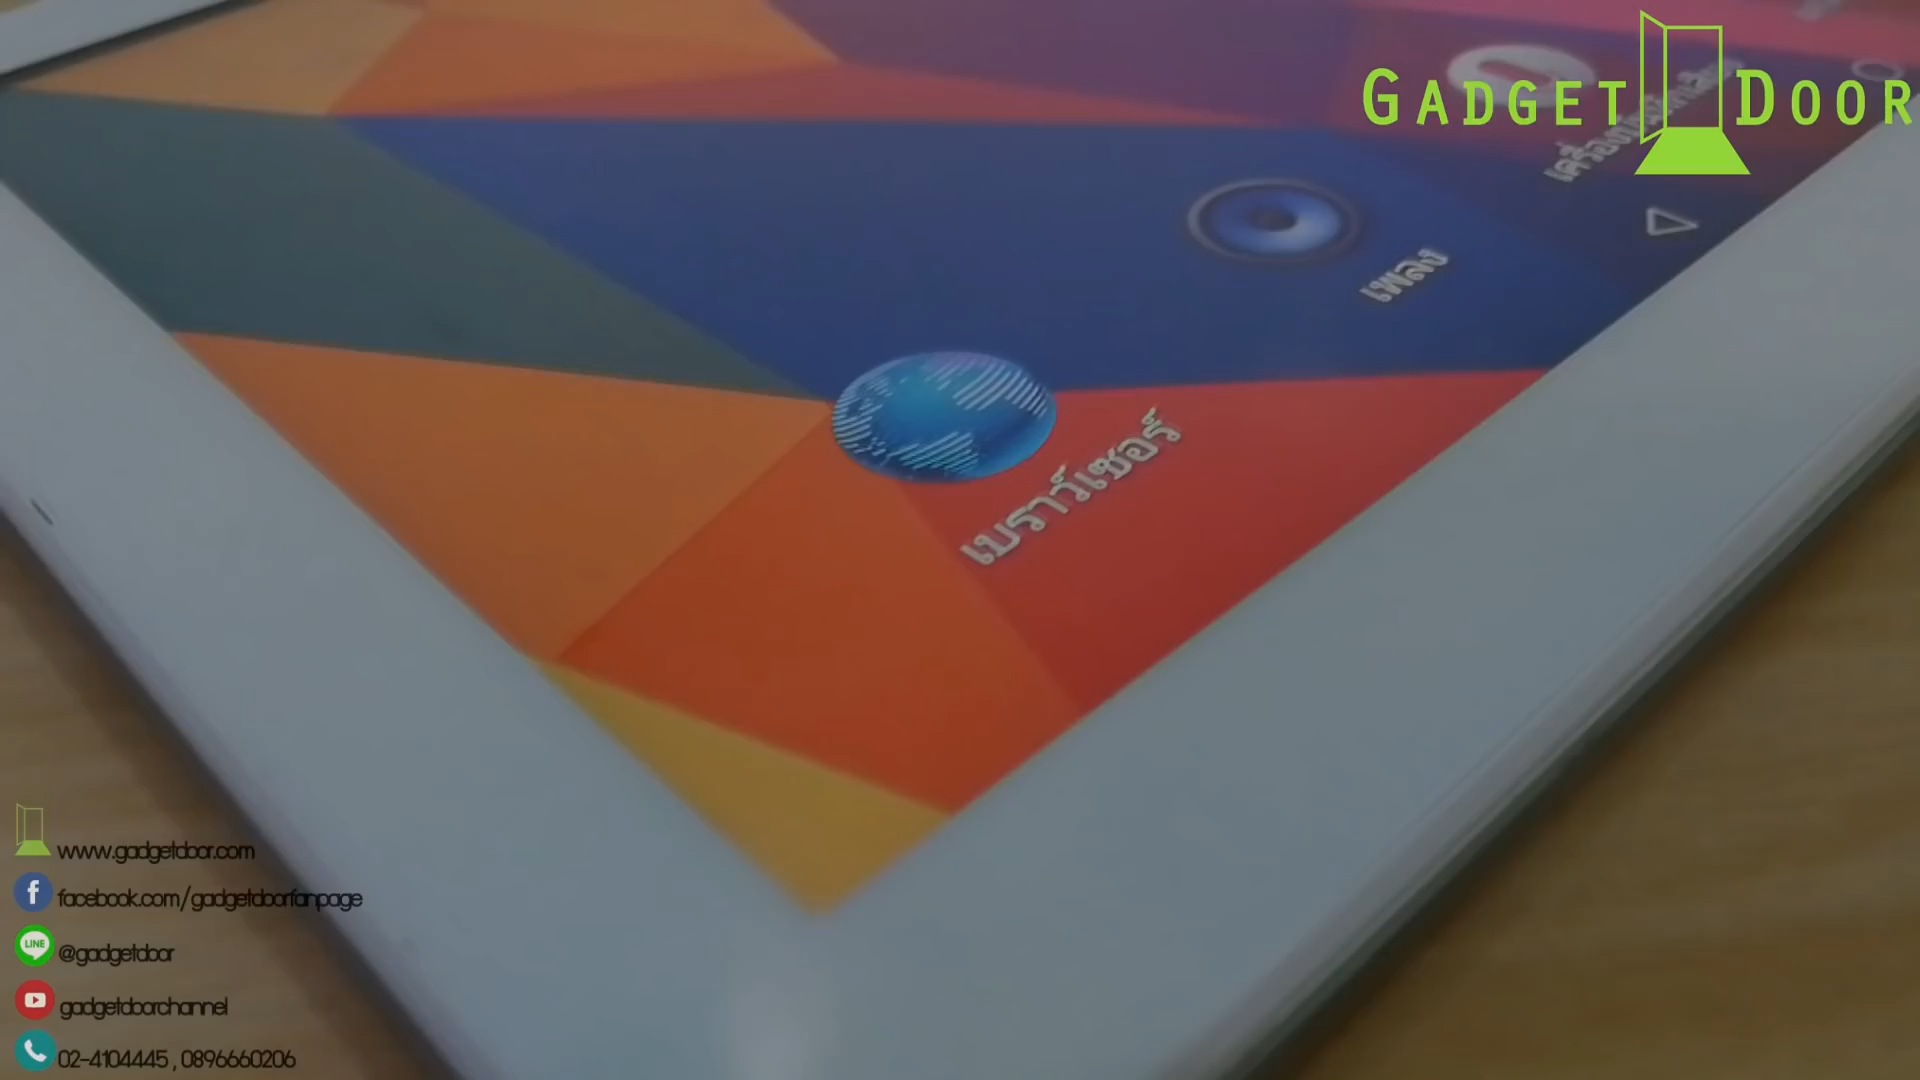 GADGET DOOR
เพลง
เบราว์เซอร์
www.gadgetdoor.com
facebook.com/gadgetdoorfanpage
LINE @gadgetdoor
gadgetdoorchannel
02-4104445 , 0896660206